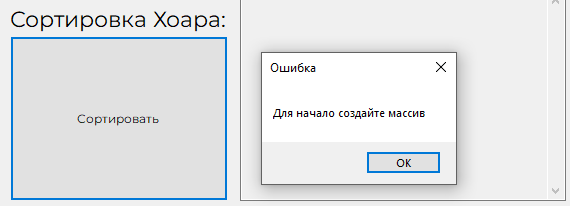 Сортировка Хоара:
Сортировать
Ошибка
Для начало создайте массив
ОК